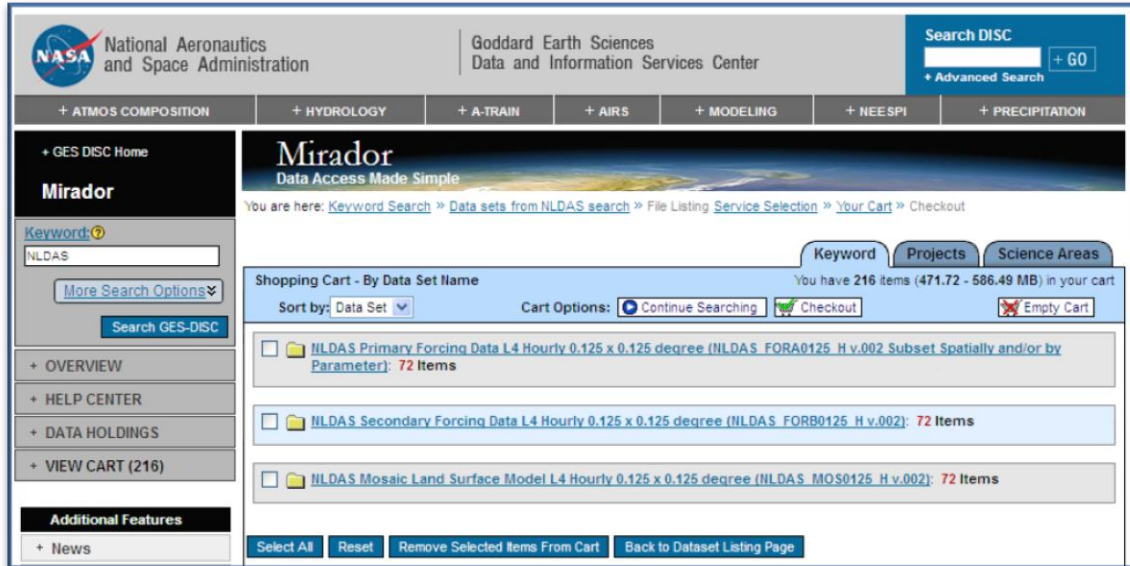 NASA
National Aeronautics
and Space Administration
Goddard Earth Sciences
Data and Information Services Center
Search DISC
+ GO
+ Advanced Search
+ ATMOS COMPOSITION
+ HYDROLOGY
+ A-TRAIN
+ AIRS
+ MODELING
+ NEESPI
+ PRECIPITATION
+ GES DISC Home
Mirador
Keyword:?
NLDAS
More Search Options
Search GES-DISC
+ OVERVIEW
+ HELP CENTER
+ DATA HOLDINGS
+ VIEW CART (216)
Additional Features
+ News
Mirador
Data Access Made Simple
You are here: Keyword Search » Data sets from NLDAS search » File Listing Service Selection » Your Cart » Checkout
Keyword
Projects
Science Areas
Shopping Cart - By Data Set Name
You have 216 items (471.72 - 586.49 MB) in your cart
Sort by: Data Set
Cart Options: Continue Searching Checkout
Empty Cart
NLDAS Primary Forcing Data L4 Hourly 0.125 x 0.125 degree (NLDAS_FORA0125_H v.002 Subset Spatially and/or by
Parameter): 72 Items
NLDAS Secondary Forcing Data L4 Hourly 0.125 x 0.125 degree (NLDAS_FORB0125_H v.002): 72 Items
NLDAS Mosaic Land Surface Model L4 Hourly 0.125 x 0.125 degree (NLDAS_MOS0125_H v.002): 72 Items
Select All
Reset
Remove Selected Items From Cart
Back to Dataset Listing Page